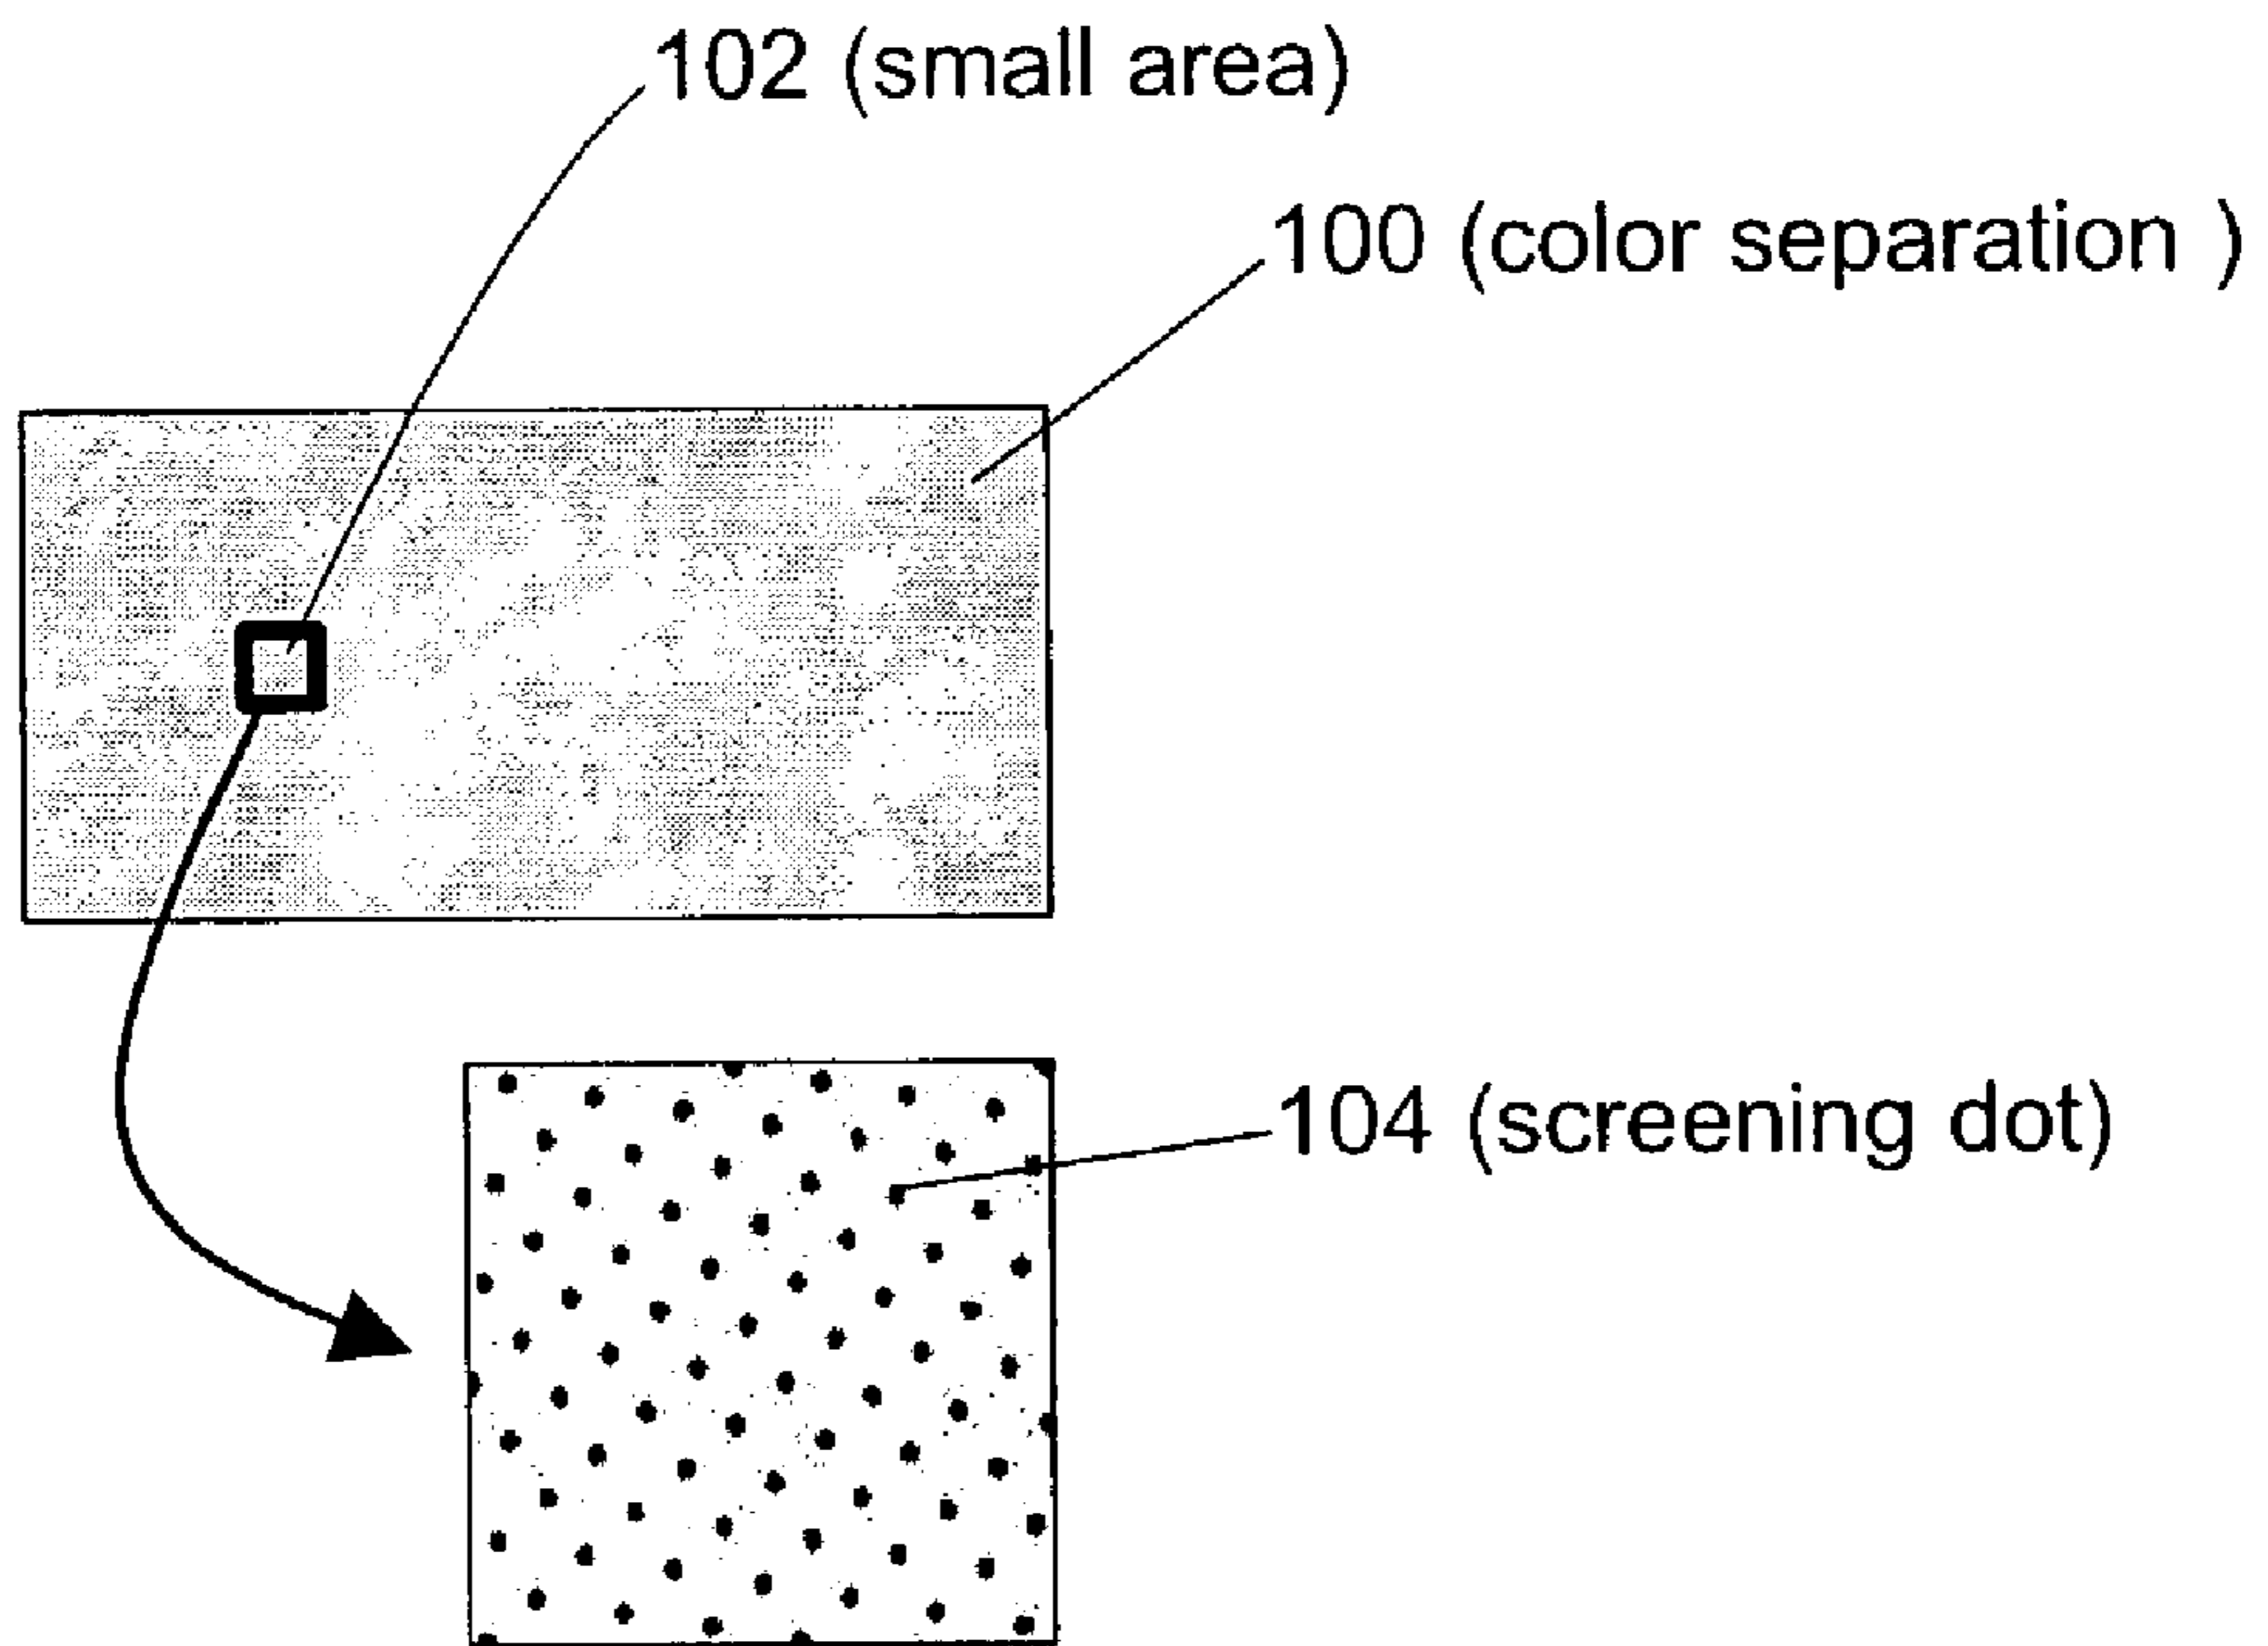 102 (small area)
100 (color separation )
104 (screening dot)